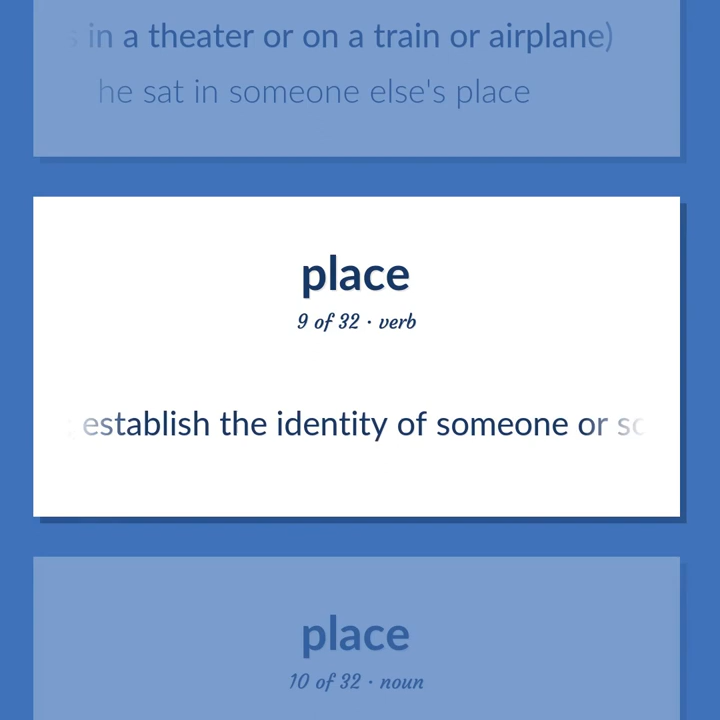 in a theater or on a train or airplane)
he sat in someone else's place
place
9 of 32 · verb
establish the identity of someone or
place
10 of 32 · noun